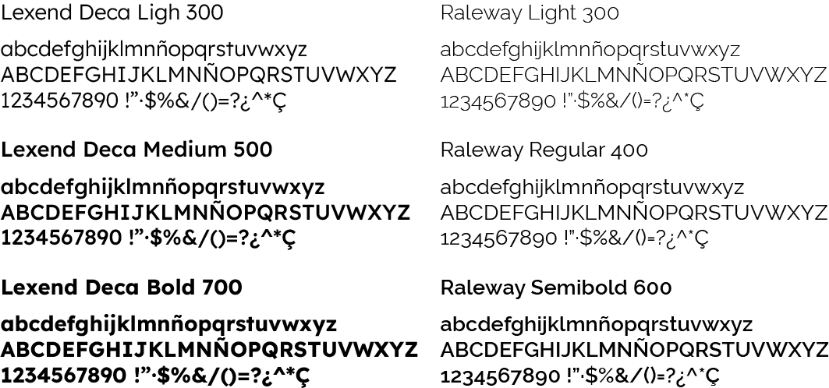 Lexend Deca Ligh 300
abcdefghijklmnñopqrstuvwxyz
ABCDEFGHIJKLMNÑOPQRSTUVWXYZ
1234567890 !”·$%&/()=?¿^*Ç
Lexend Deca Medium 500
abcdefghijklmnñopqrstuvwxyz
ABCDEFGHIJKLMNÑOPQRSTUVWXYZ
1234567890 !”·$%&/()=?¿^*Ç
Lexend Deca Bold 700
abcdefghijklmnñopqrstuvwxyz
ABCDEFGHIJKLMNÑOPQRSTUVWXYZ
1234567890 !”·$%&/()=?¿^*Ç
Raleway Light 300
abcdefghijklmnñopqrstuvwxyz
ABCDEFGHIJKLMNÑOPQRSTUVWXYZ
1234567890 !”·$%&/()=?¿^*Ç
Raleway Regular 400
abcdefghijklmnñopqrstuvwxyz
ABCDEFGHIJKLMNÑOPQRSTUVWXYZ
1234567890 !”·$%&/()=?¿^*Ç
Raleway Semibold 600
abcdefghijklmnñopqrstuvwxyz
ABCDEFGHIJKLMNÑOPQRSTUVWXYZ
1234567890 !”·$%&/()=?¿^*Ç